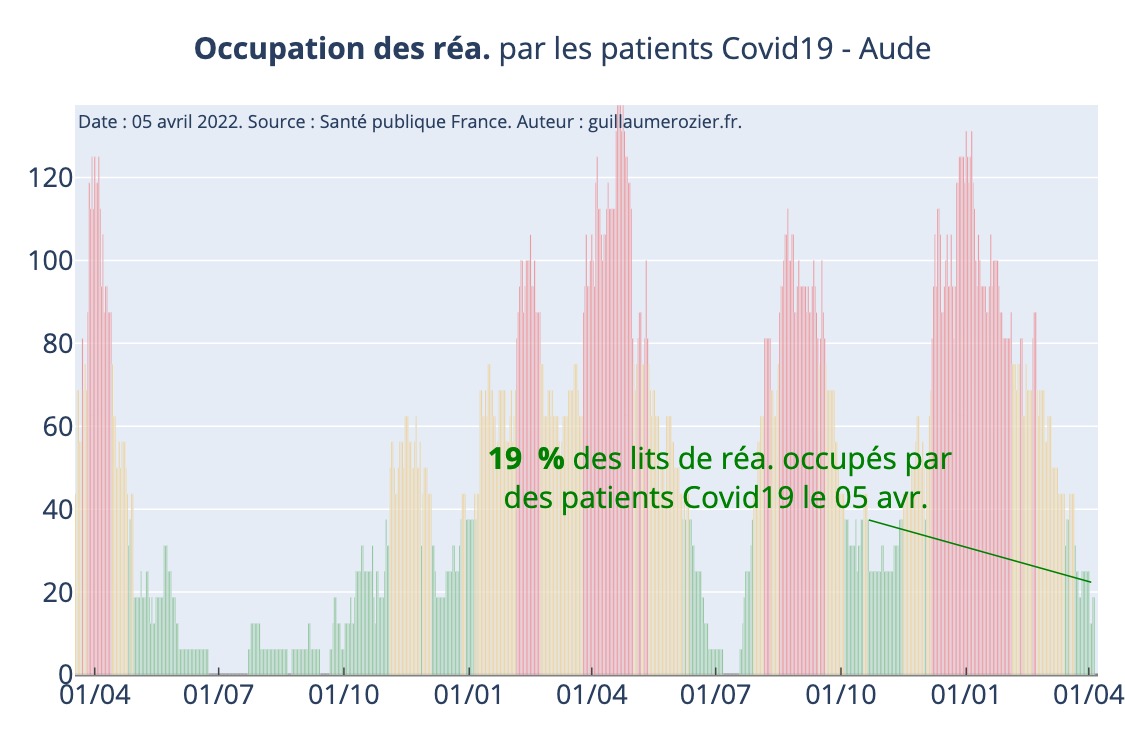 Occupation des réa. par les patients Covid19 - Aude
Date : 05 avril 2022. Source : Santé publique France. Auteur : guillaumerozier.fr.
120
100
80
60
40
20
0
19 % des lits de réa. occupés par
des patients Covid19 le 05 avr.
01/04 01/07 01/10 01/01 01/04 01/07 01/10 01/01 01/04